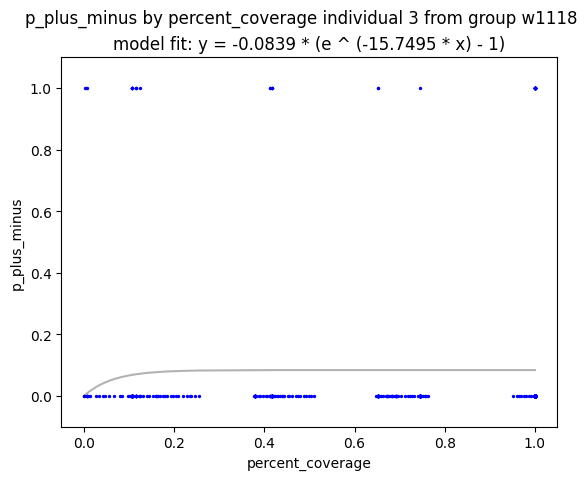 p_plus_minus by percent_coverage individual 3 from group w1118
model fit: y = -0.0839 * (e ^ (-15.7495 * x) - 1)
1.0
0.8
0.6
0.4
0.2
0.0
p_plus_minus
0.0 0.2 0.4 0.6 0.8 1.0
percent_coverage